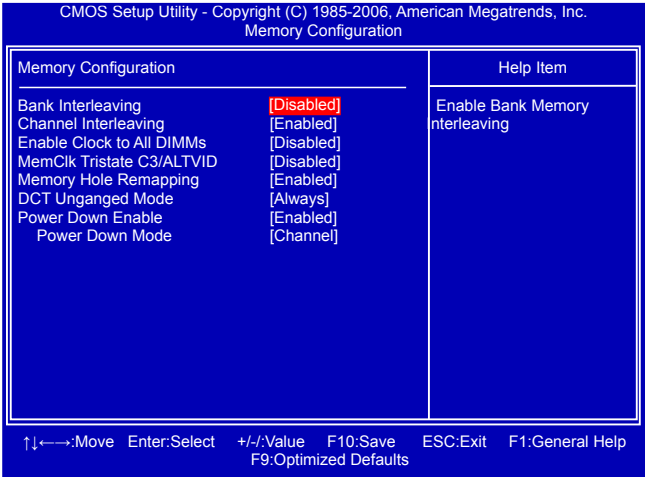 CMOS Setup Utility - Copyright (C) 1985-2006, American Megatrends, Inc.
Memory Configuration
Memory Configuration
Help Item
Bank Interleaving [Disabled]
Channel Interleaving [Enabled]
Enable Clock to All DIMMs [Disabled]
MemClk Tristate C3/ALTVID [Disabled]
Memory Hole Remapping [Enabled]
DCT Unganged Mode [Always]
Power Down Enable [Enabled]
Power Down Mode [Channel]
Enable Bank Memory
Interleaving
↑↓←→:Move Enter:Select +/-/:Value F10:Save ESC:Exit F1:General Help
F9:Optimized Defaults